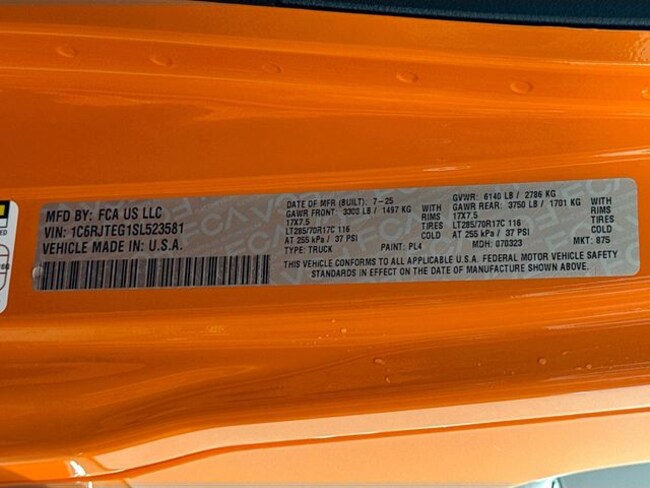 MFD BY: FCA US LLC
VIN: 1C6RJTEG1SL523581
VEHICLE MADE IN: U.S.A.
DATE OF MFR (BUILT): 7-25
GAWR FRONT: 3300 LB / 1497 KG WITH
17X7.5 RIMS
LT285/70R17C 116 TIRES
AT 255 kPa / 37 PSI COLD
TYPE: TRUCK PAINT: PL4
GVWR: 6140 LB / 2786 KG
GAWR REAR: 3750 LB / 1701 KG WITH
17X7.5 RIMS
LT285/70R17C 116 TIRES
AT 255 kPa / 37 PSI COLD
MDH: 070323 MKT: 875
THIS VEHICLE CONFORMS TO ALL APPLICABLE U.S.A. FEDERAL MOTOR VEHICLE SAFETY
STANDARDS IN EFFECT ON THE DATE OF MANUFACTURE SHOWN ABOVE.